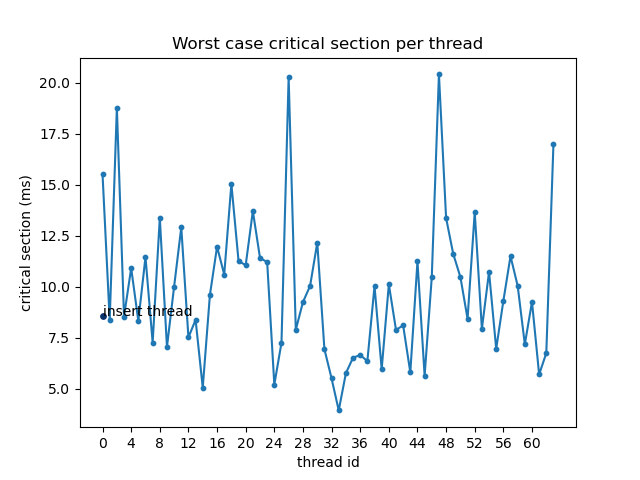 Worst case critical section per thread
20.0
17.5
15.0
12.5
10.0
7.5
5.0
critical section (ms)
insert thread
0 4 8 12 16 20 24 28 32 36 40 44 48 52 56 60
thread id